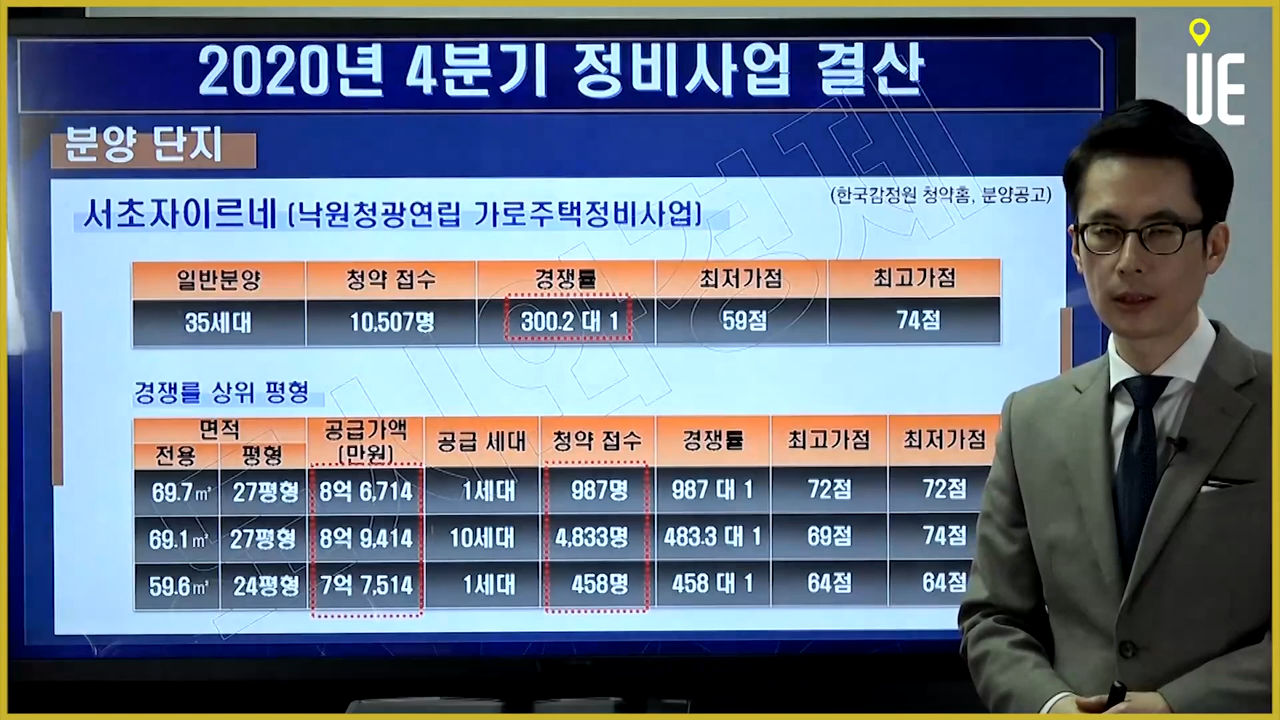 2020년 4분기 정비사업 결산
UE
분양 단지
(한국감정원 청약홈, 분양공고)
서초자이르네 (낙원청광연립 가로주택정비사업)
일반분양 청약 접수 경쟁률 최저가점 최고가점
35세대 10,507명 300.2 대 1 59점 74점
경쟁률 상위 평형
면적 공급가액 (만원) 공급 세대 청약 접수 경쟁률 최고가점 최저가점
전용 평형
69.7㎡ 27평형 8억 6,714 1세대 987명 987 대 1 72점 72점
69.1㎡ 27평형 8억 9,414 10세대 4,833명 483.3 대 1 69점 74점
59.6㎡ 24평형 7억 7,514 1세대 458명 458 대 1 64점 64점